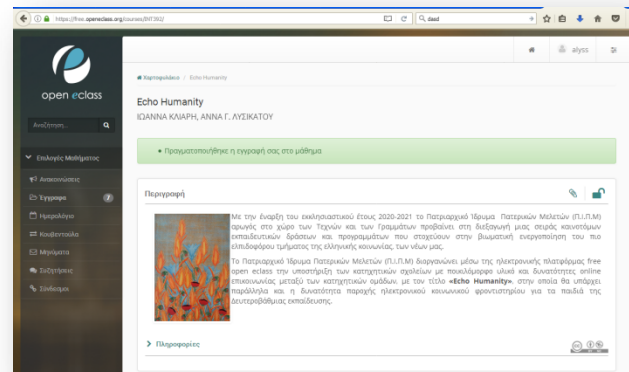 https://free.openeclass.org/courses/INT393/
dasd
alyss
open eclass
Χαρτοφυλάκιο / Echo Humanity
Echo Humanity
ΙΩΑΝΝΑ ΚΛΙΑΡΗ, ΑΝΝΑ Γ. ΛΥΣΙΚΑΤΟΥ
Αναζήτηση...
Πραγματοποιήθηκε η εγγραφή σας στο μάθημα
Επιλογές Μαθήματος
Ανακοινώσεις
Έγγραφα 7
Ημερολόγιο
Κουβεντούλα
Μηνύματα
Συζητήσεις
Σύνδεσμοι
Περιγραφή
Με την έναρξη του εκκλησιαστικού έτους 2020-2021 το Πατριαρχικό Ίδρυμα Πατερικών Μελετών (Π.Ι.Π.Μ)
αρωγός στο χώρο των Τεχνών και των Γραμμάτων προβαίνει στη διεξαγωγή μιας σειράς καινοτόμων
εκπαιδευτικών δράσεων και προγραμμάτων που στοχεύουν στην βιωματική ενεργοποίηση του πιο
ελπιδοφόρου τμήματος της ελληνικής κοινωνίας, των νέων μας.
Το Πατριαρχικό Ίδρυμα Πατερικών Μελετών (Π.Ι.Π.Μ) διοργανώνει μέσω της ηλεκτρονικής πλατφόρμας free
open eclass την υποστήριξη των κατηχητικών σχολείων με ποικιλόμορφο υλικό και δυνατότητες online
επικοινωνίας μεταξύ των κατηχητικών ομάδων, με τον τίτλο «Echo Humanity», στην οποία θα υπάρχει
παράλληλα και η δυνατότητα παροχής ηλεκτρονικού κοινωνικού φροντιστηρίου για τα παιδιά της
Δευτεροβάθμιας εκπαίδευσης.
Πληροφορίες